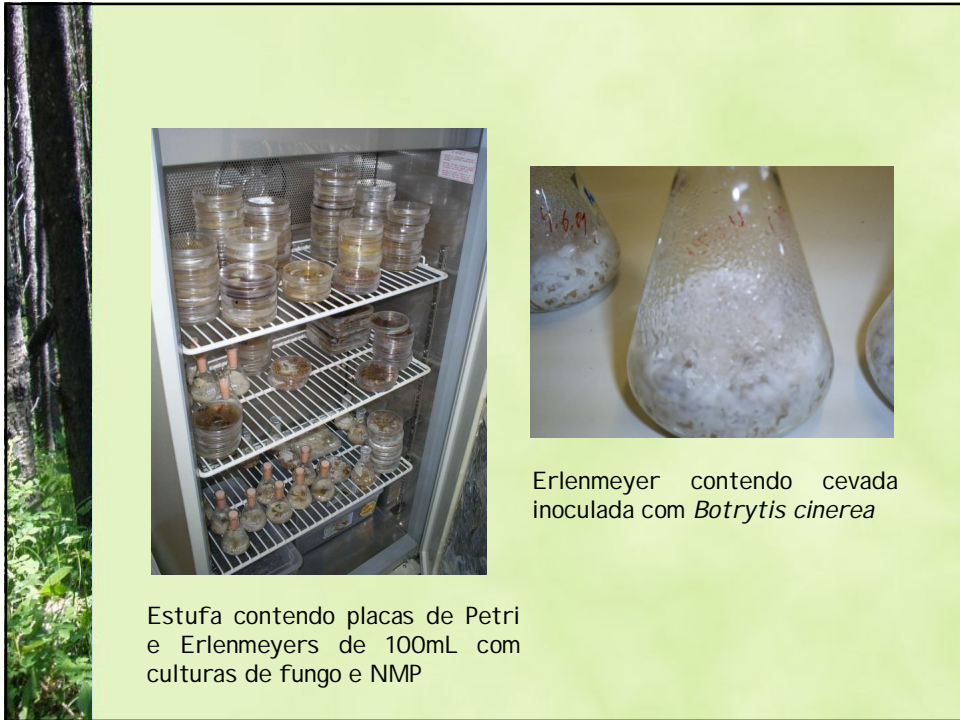 Erlenmeyer contendo cevada
inoculada com Botrytis cinerea
Estufa contendo placas de Petri
e Erlenmeyers de 100mL com
culturas de fungo e NMP